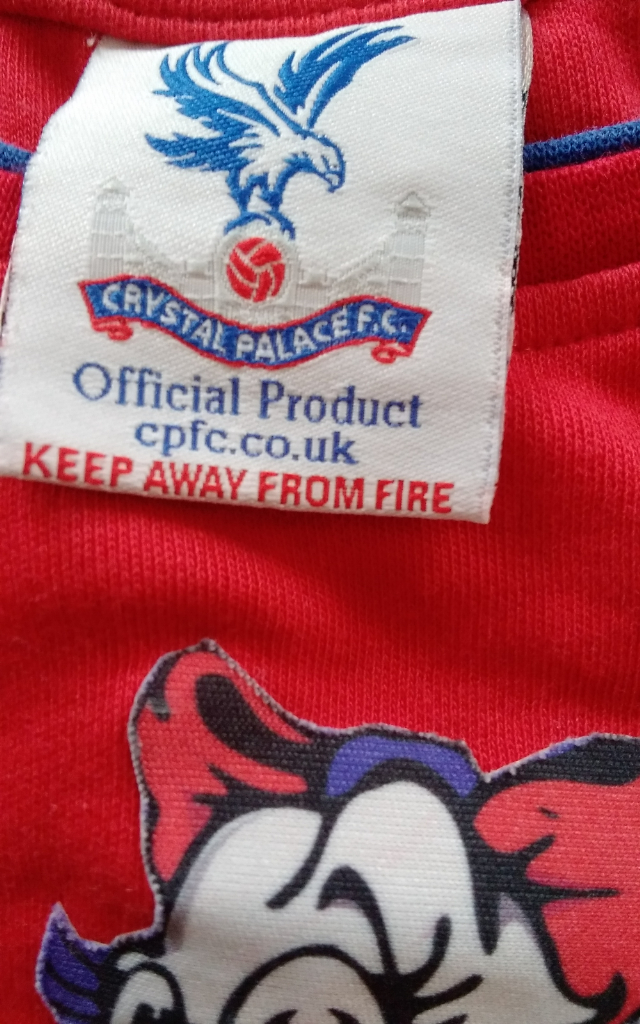 CRYSTAL PALACE F.C.
Official Product
cpfc.co.uk
KEEP AWAY FROM FIRE